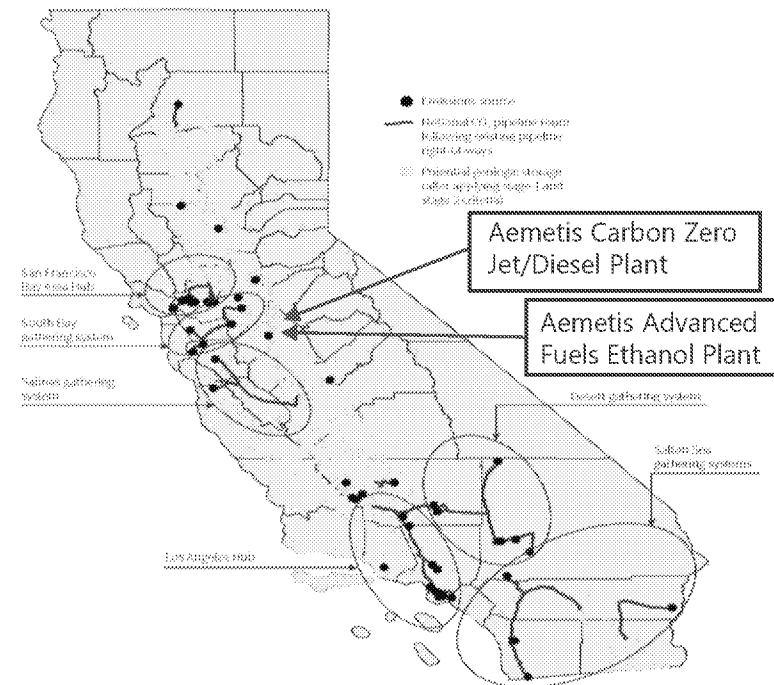 Emissions source
Notional CO₂ pipeline route
following existing pipeline
right-of-ways
Potential geologic storage
(after applying stage 1 and
stage 2 criteria)
Aemetis Carbon Zero
Jet/Diesel Plant
San Francisco
Bay Area Hub
Aemetis Advanced
Fuels Ethanol Plant
South Bay
gathering system
Salinas gathering
system
Desert gathering system
Salton Sea
gathering systems
Los Angeles Hub